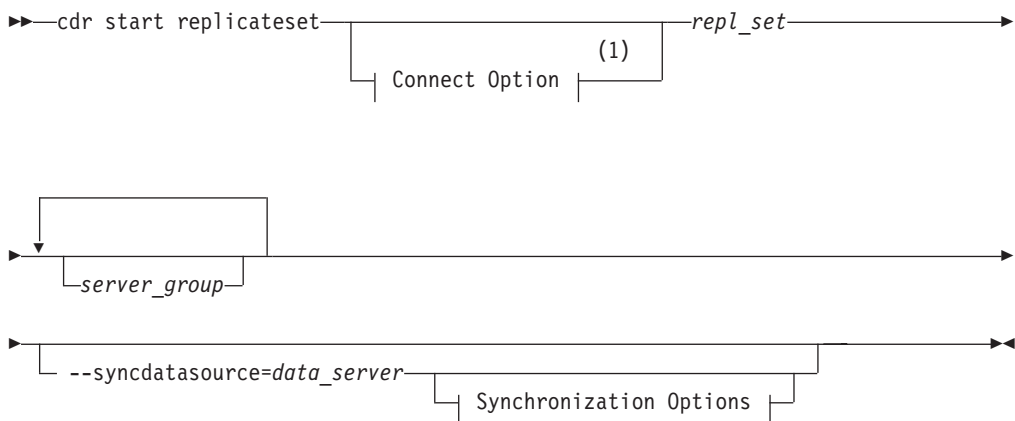 cdr start replicateset repl_set
(1)
Connect Option
server_group
--syncdatasource=data_server
Synchronization Options